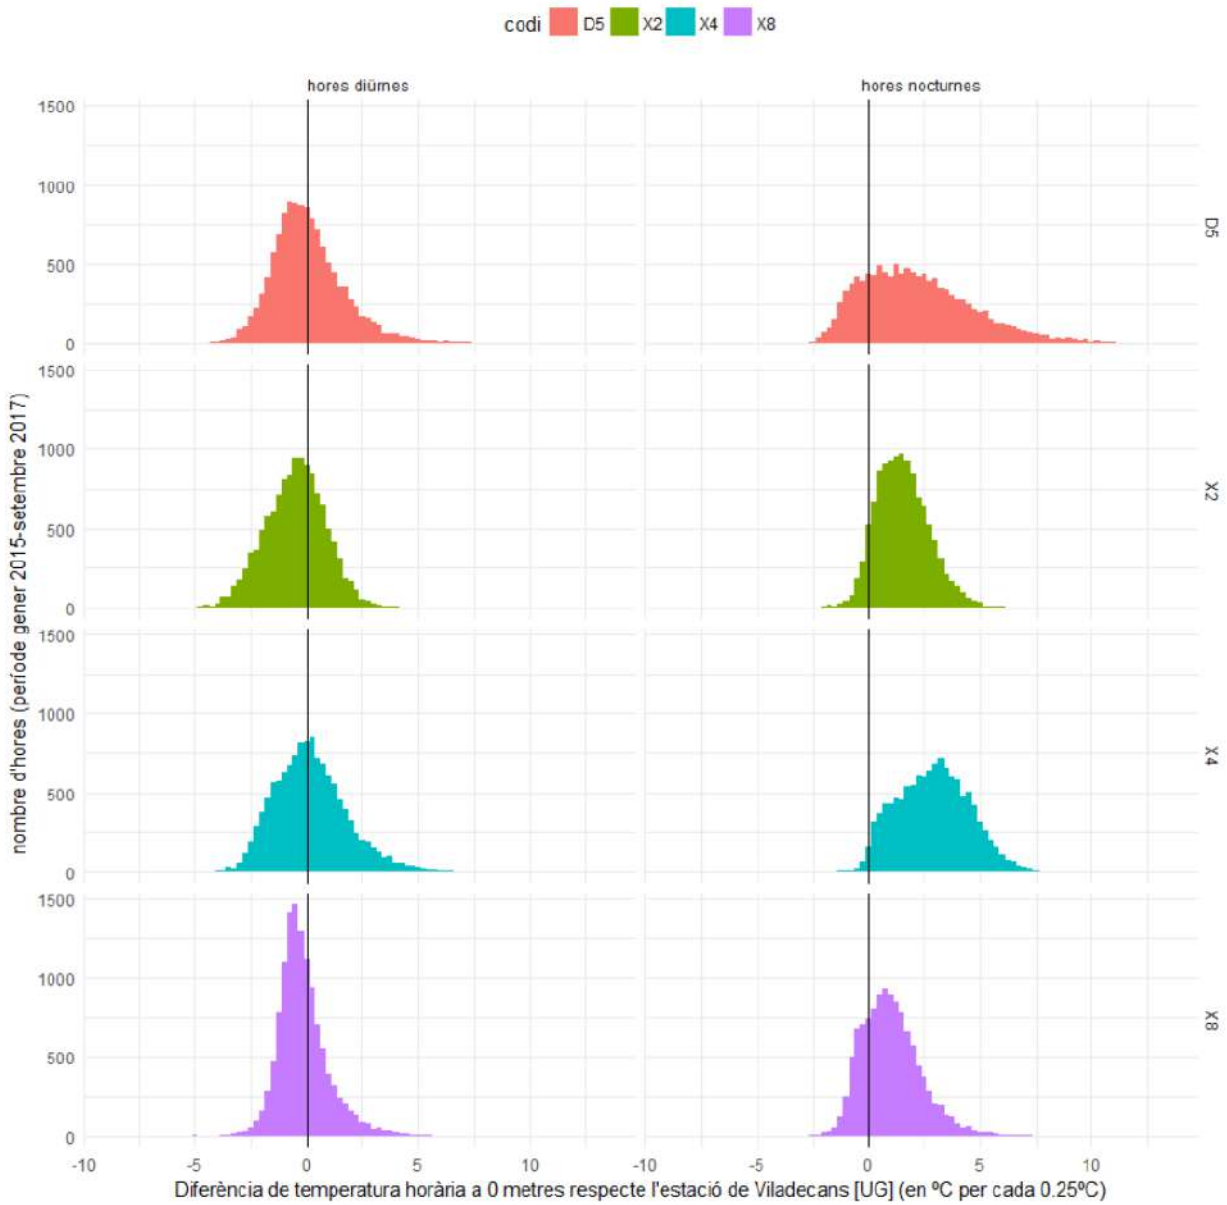 codi D5 X2 X4 X8
hores diürnes
hores nocturnes
1500
1000
500
0
D5
1500
1000
500
0
X2
1500
1000
500
0
X4
1500
1000
500
0
X8
nombre d'hores (període gener 2015-setembre 2017)
-10 -5 0 5 10
-10 -5 0 5 10
Diferència de temperatura horària a 0 metres respecte l'estació de Viladecans [UG] (en ºC per cada 0.25ºC)